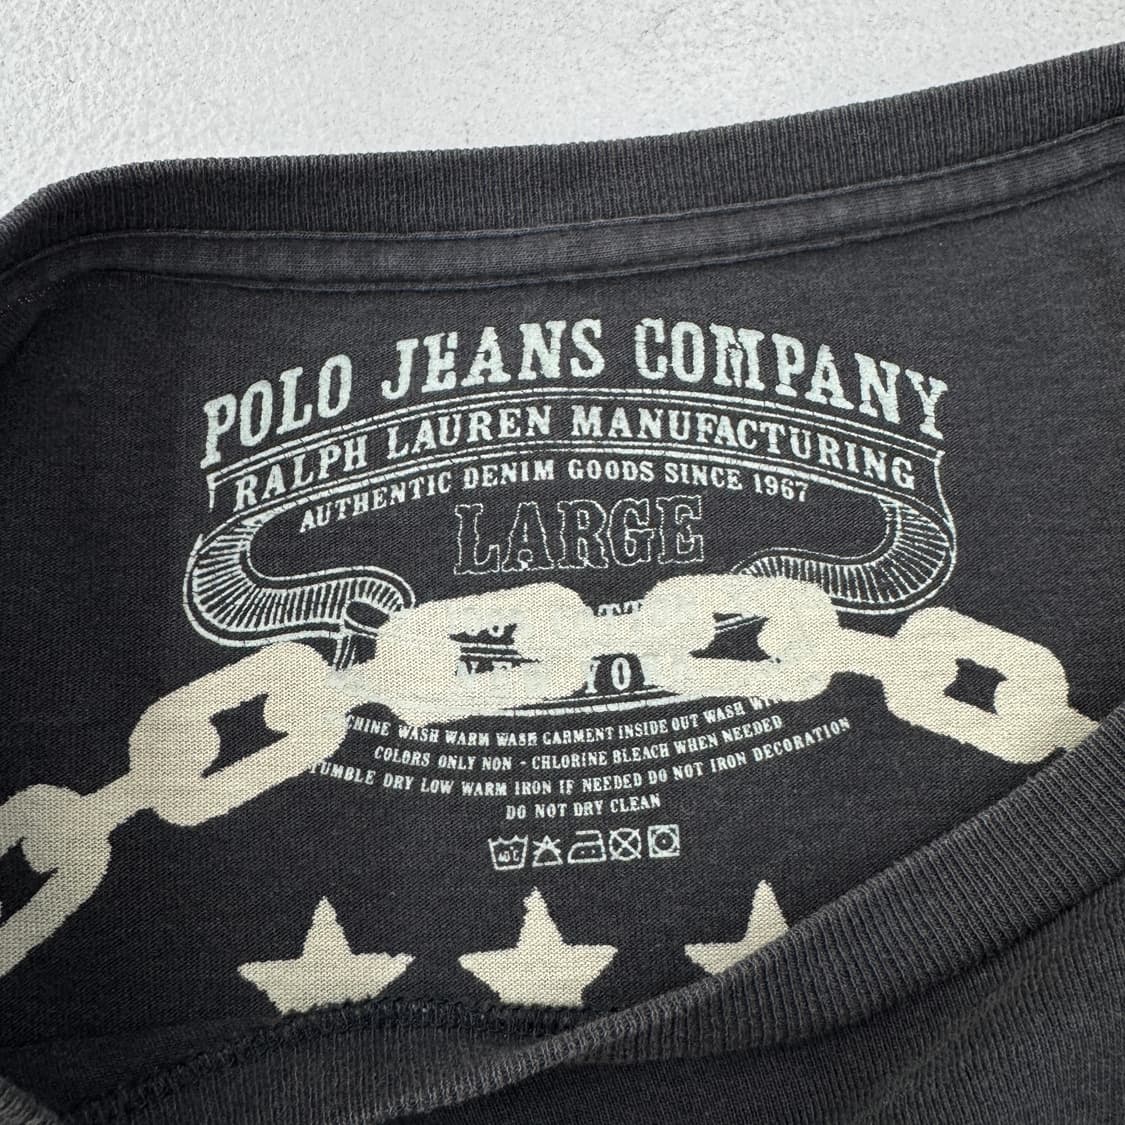 POLO JEANS COMPANY
RALPH LAUREN MANUFACTURING
AUTHENTIC DENIM GOODS SINCE 1967
LARGE
WASH WARM WASH GARMENT INSIDE OUT WASH
COLORS ONLY NON - CHLORINE BLEACH WHEN NEEDED
TUMBLE DRY LOW WARM IRON IF NEEDED DO NOT IRON DECORATION
DO NOT DRY CLEAN
40°C